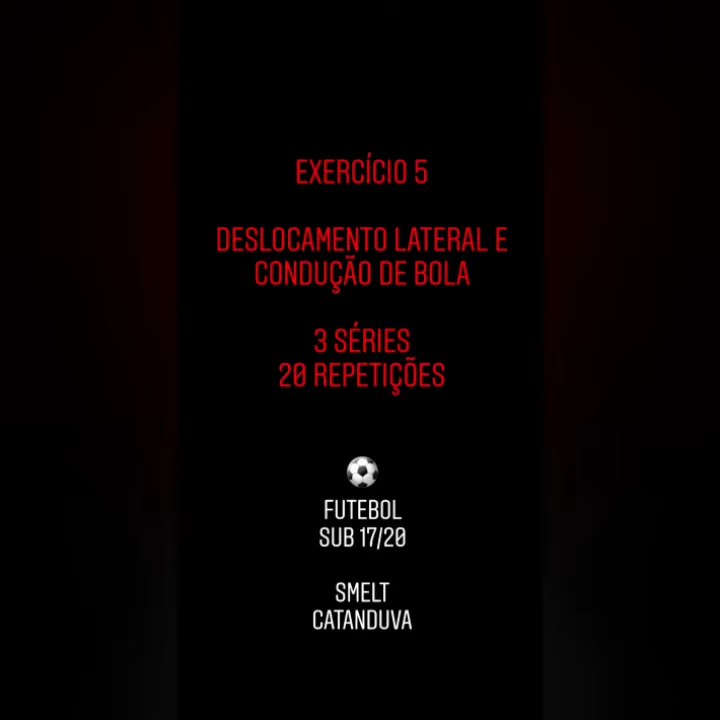 EXERCÍCIO 5
DESLOCAMENTO LATERAL E
CONDUÇÃO DE BOLA
3 SÉRIES
20 REPETIÇÕES
FUTEBOL
SUB 17/20
SMELT
CATANDUVA